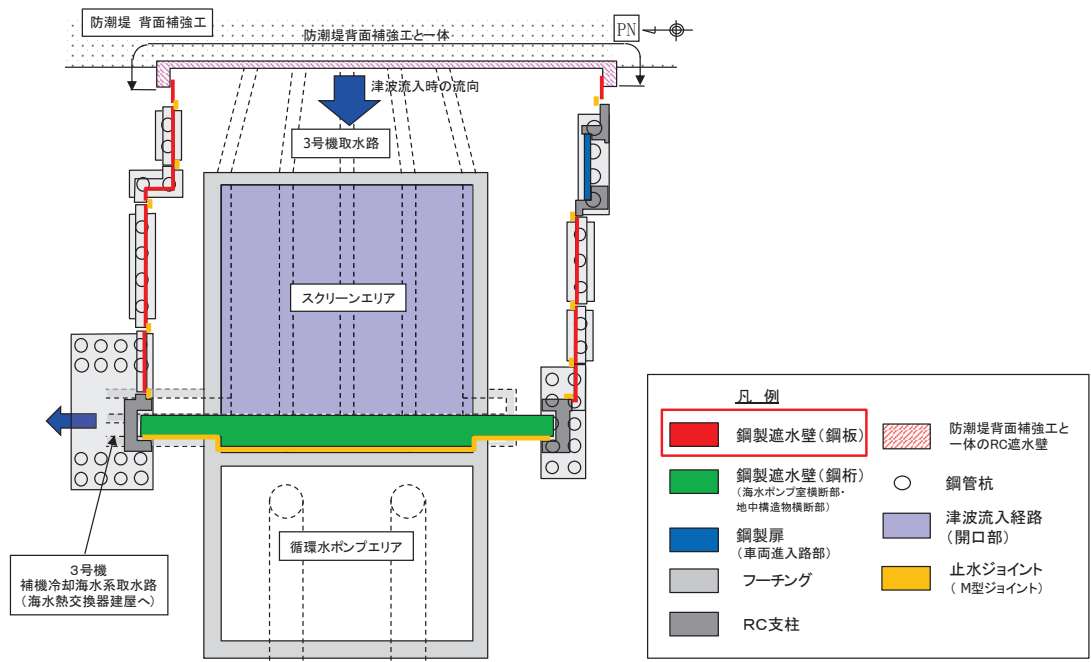 防潮堤 背面補強工
防潮堤背面補強工と一体
PN
津波流入時の流向
3号機取水路
スクリーンエリア
循環水ポンプエリア
3号機
補機冷却海水系取水路
(海水熱交換器建屋へ)
凡 例
鋼製遮水壁(鋼板)
鋼製遮水壁(鋼桁)
(海水ポンプ室横断部・
地中構造物横断部)
鋼製扉
(車両進入路部)
フーチング
RC支柱
防潮堤背面補強工と
一体のRC遮水壁
鋼管杭
津波流入経路
(開口部)
止水ジョイント
(M型ジョイント)